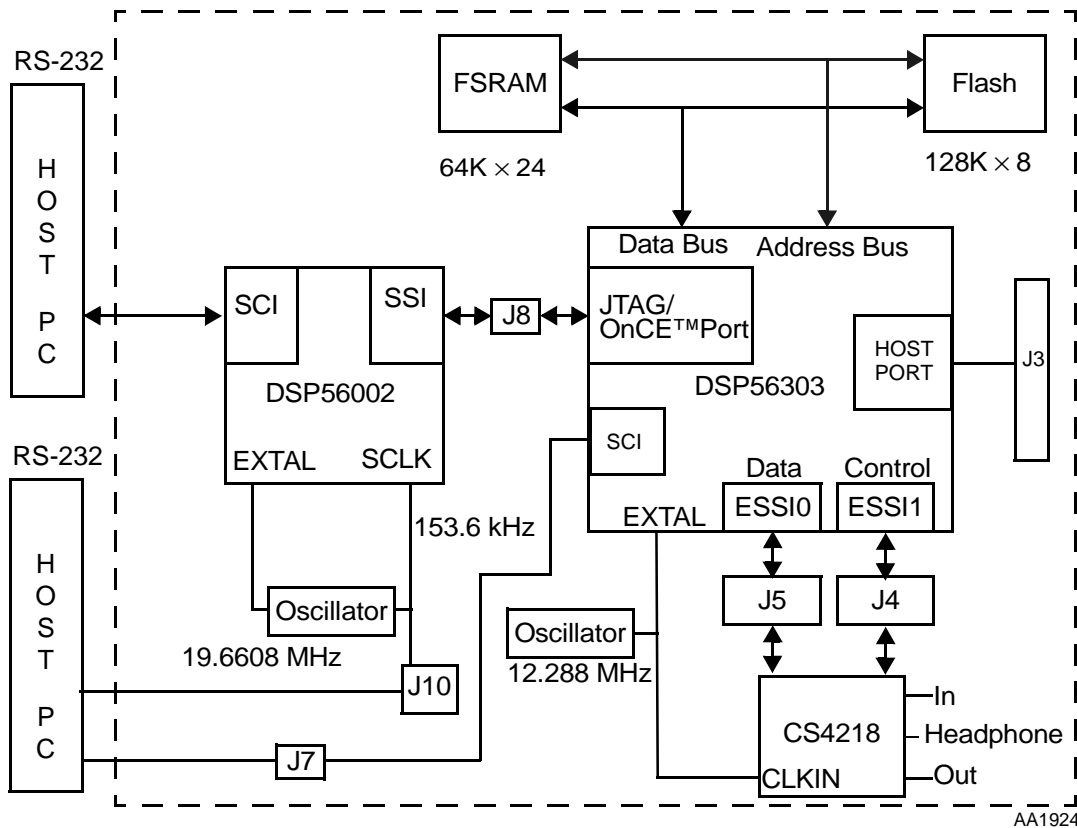 RS-232
HOST PC
FSRAM
64K × 24
Flash
128K × 8
Data Bus
Address Bus
SCI
SSI
J8
JTAG/
OnCE™Port
DSP56002
DSP56303
HOST
PORT
J3
EXTAL
SCLK
SCI
RS-232
HOST PC
153.6 kHz
EXTAL
Data
ESSI0
Control
ESSI1
Oscillator
19.6608 MHz
Oscillator
12.288 MHz
J5
J4
J10
J7
CS4218
CLKIN
In
Headphone
Out
AA1924